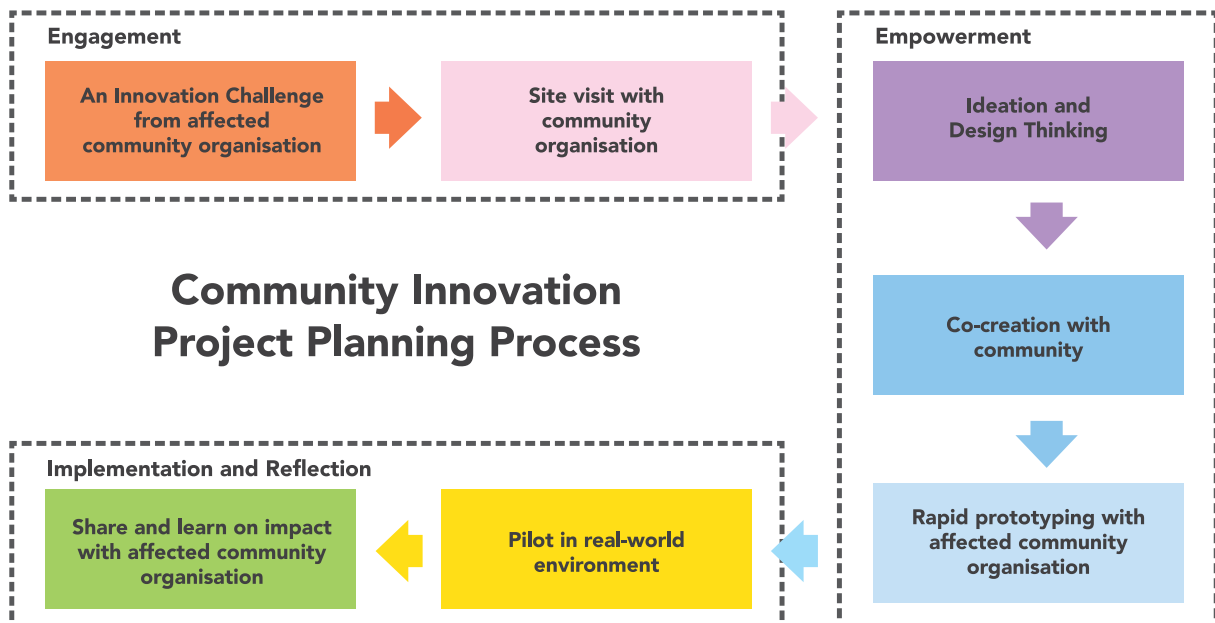 Engagement
An Innovation Challenge
from affected
community organisation
Site visit with
community
organisation
Empowerment
Ideation and
Design Thinking
Community Innovation
Project Planning Process
Co-creation with
community
Rapid prototyping with
affected community
organisation
Implementation and Reflection
Pilot in real-world
environment
Share and learn on impact
with affected community
organisation